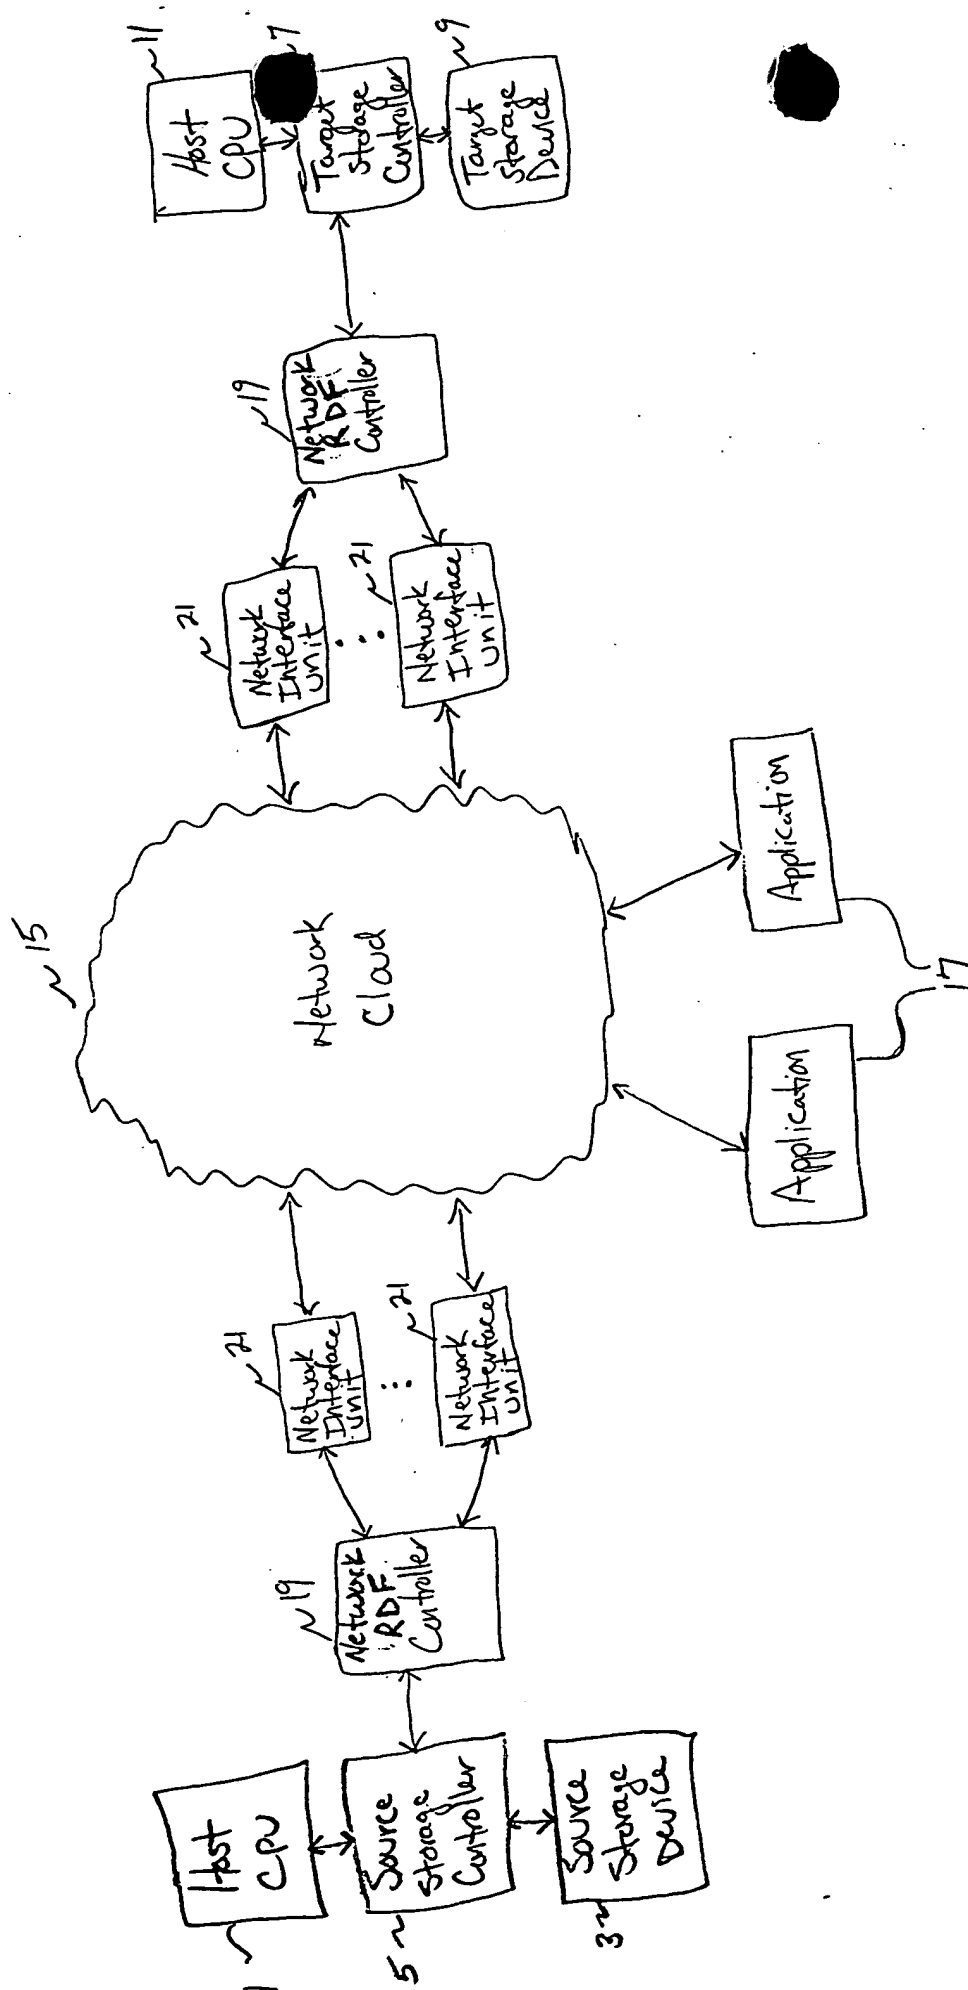 1
Host
CPU
5
Source
Storage
Controller
3
Source
Storage
Device
19
Network
RDF
Controller
21
Network
Interface
Unit
21
Network
Interface
Unit
15
Network
Cloud
Application
Application
17
21
Network
Interface
Unit
21
Network
Interface
Unit
19
Network
RDF
Controller
11
Host
CPU
7
Target
Storage
Controller
9
Target
Storage
Device